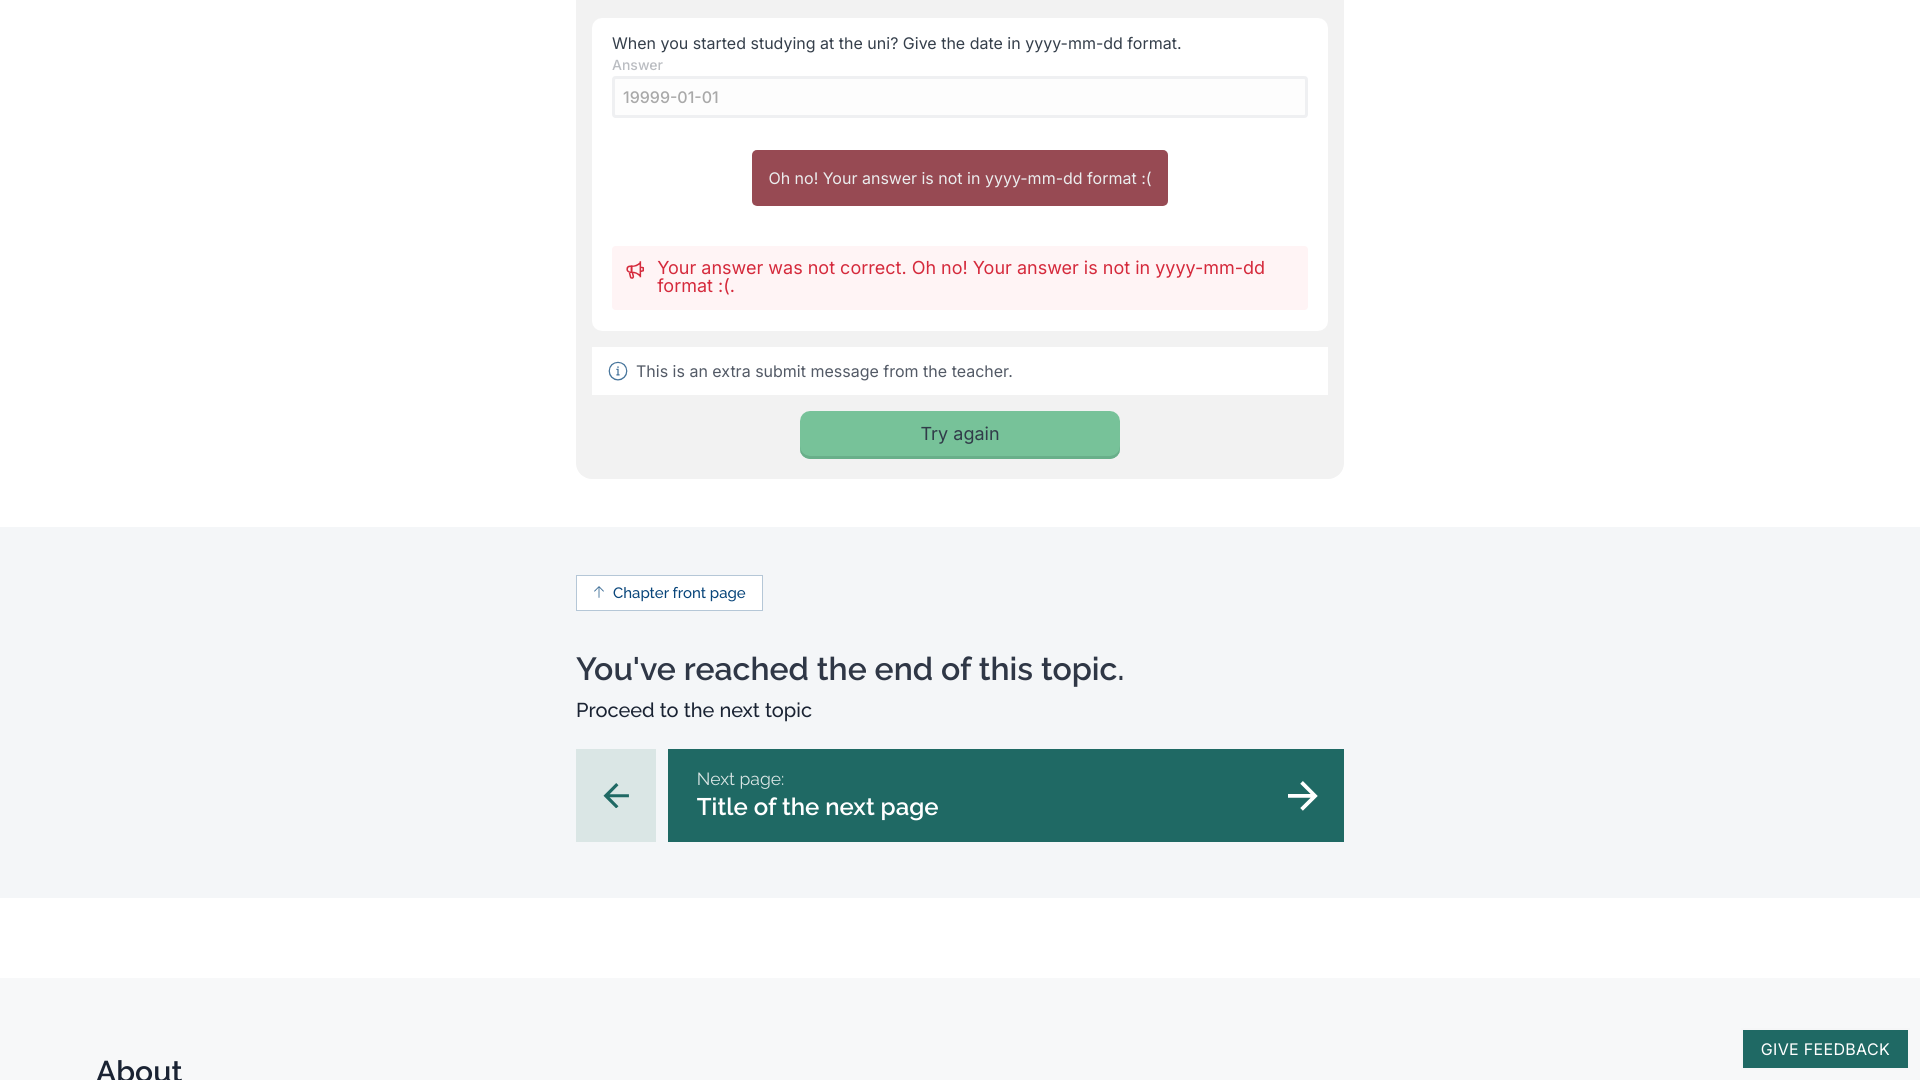 When you started studying at the uni? Give the date in yyyy-mm-dd format.
Answer
19999-01-01
Oh no! Your answer is not in yyyy-mm-dd format :(
Your answer was not correct. Oh no! Your answer is not in yyyy-mm-dd
format :(.
This is an extra submit message from the teacher.
Try again
Chapter front page
You've reached the end of this topic.
Proceed to the next topic
Next page:
Title of the next page
GIVE FEEDBACK
About